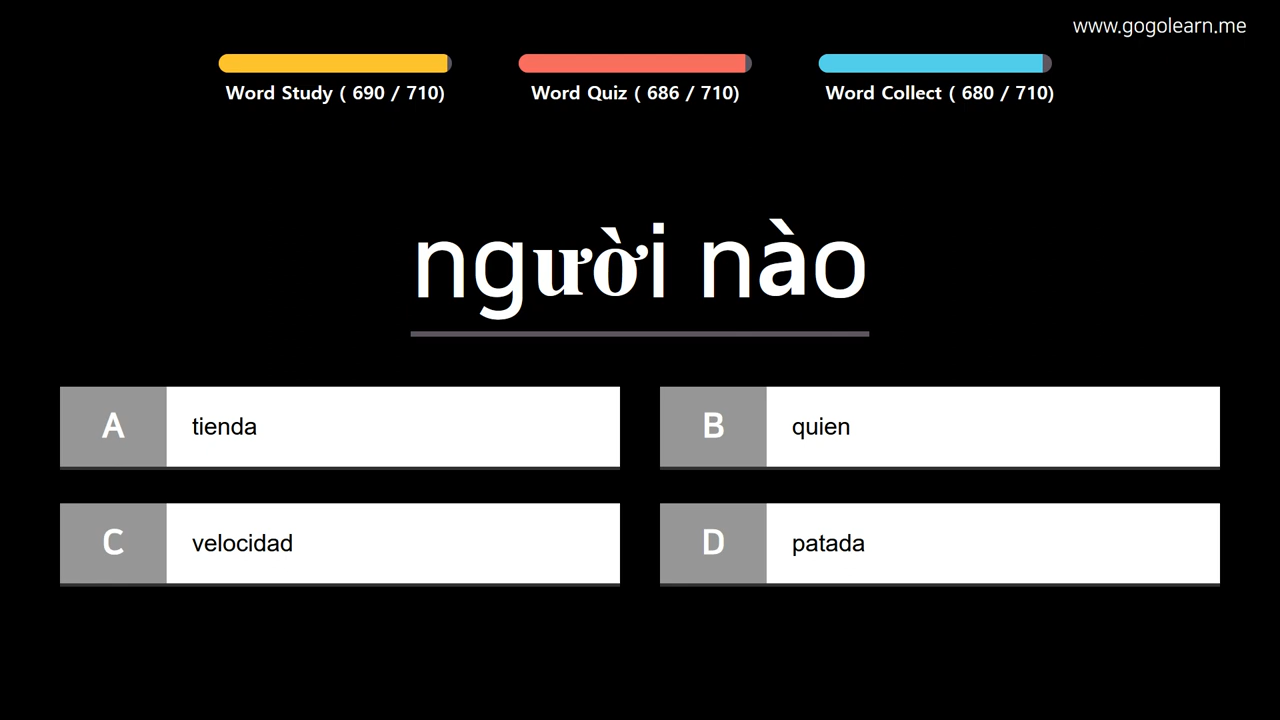 www.gogolearn.me
Word Study ( 690 / 710)
Word Quiz ( 686 / 710)
Word Collect ( 680 / 710)
người nào
A tienda
B quien
C velocidad
D patada